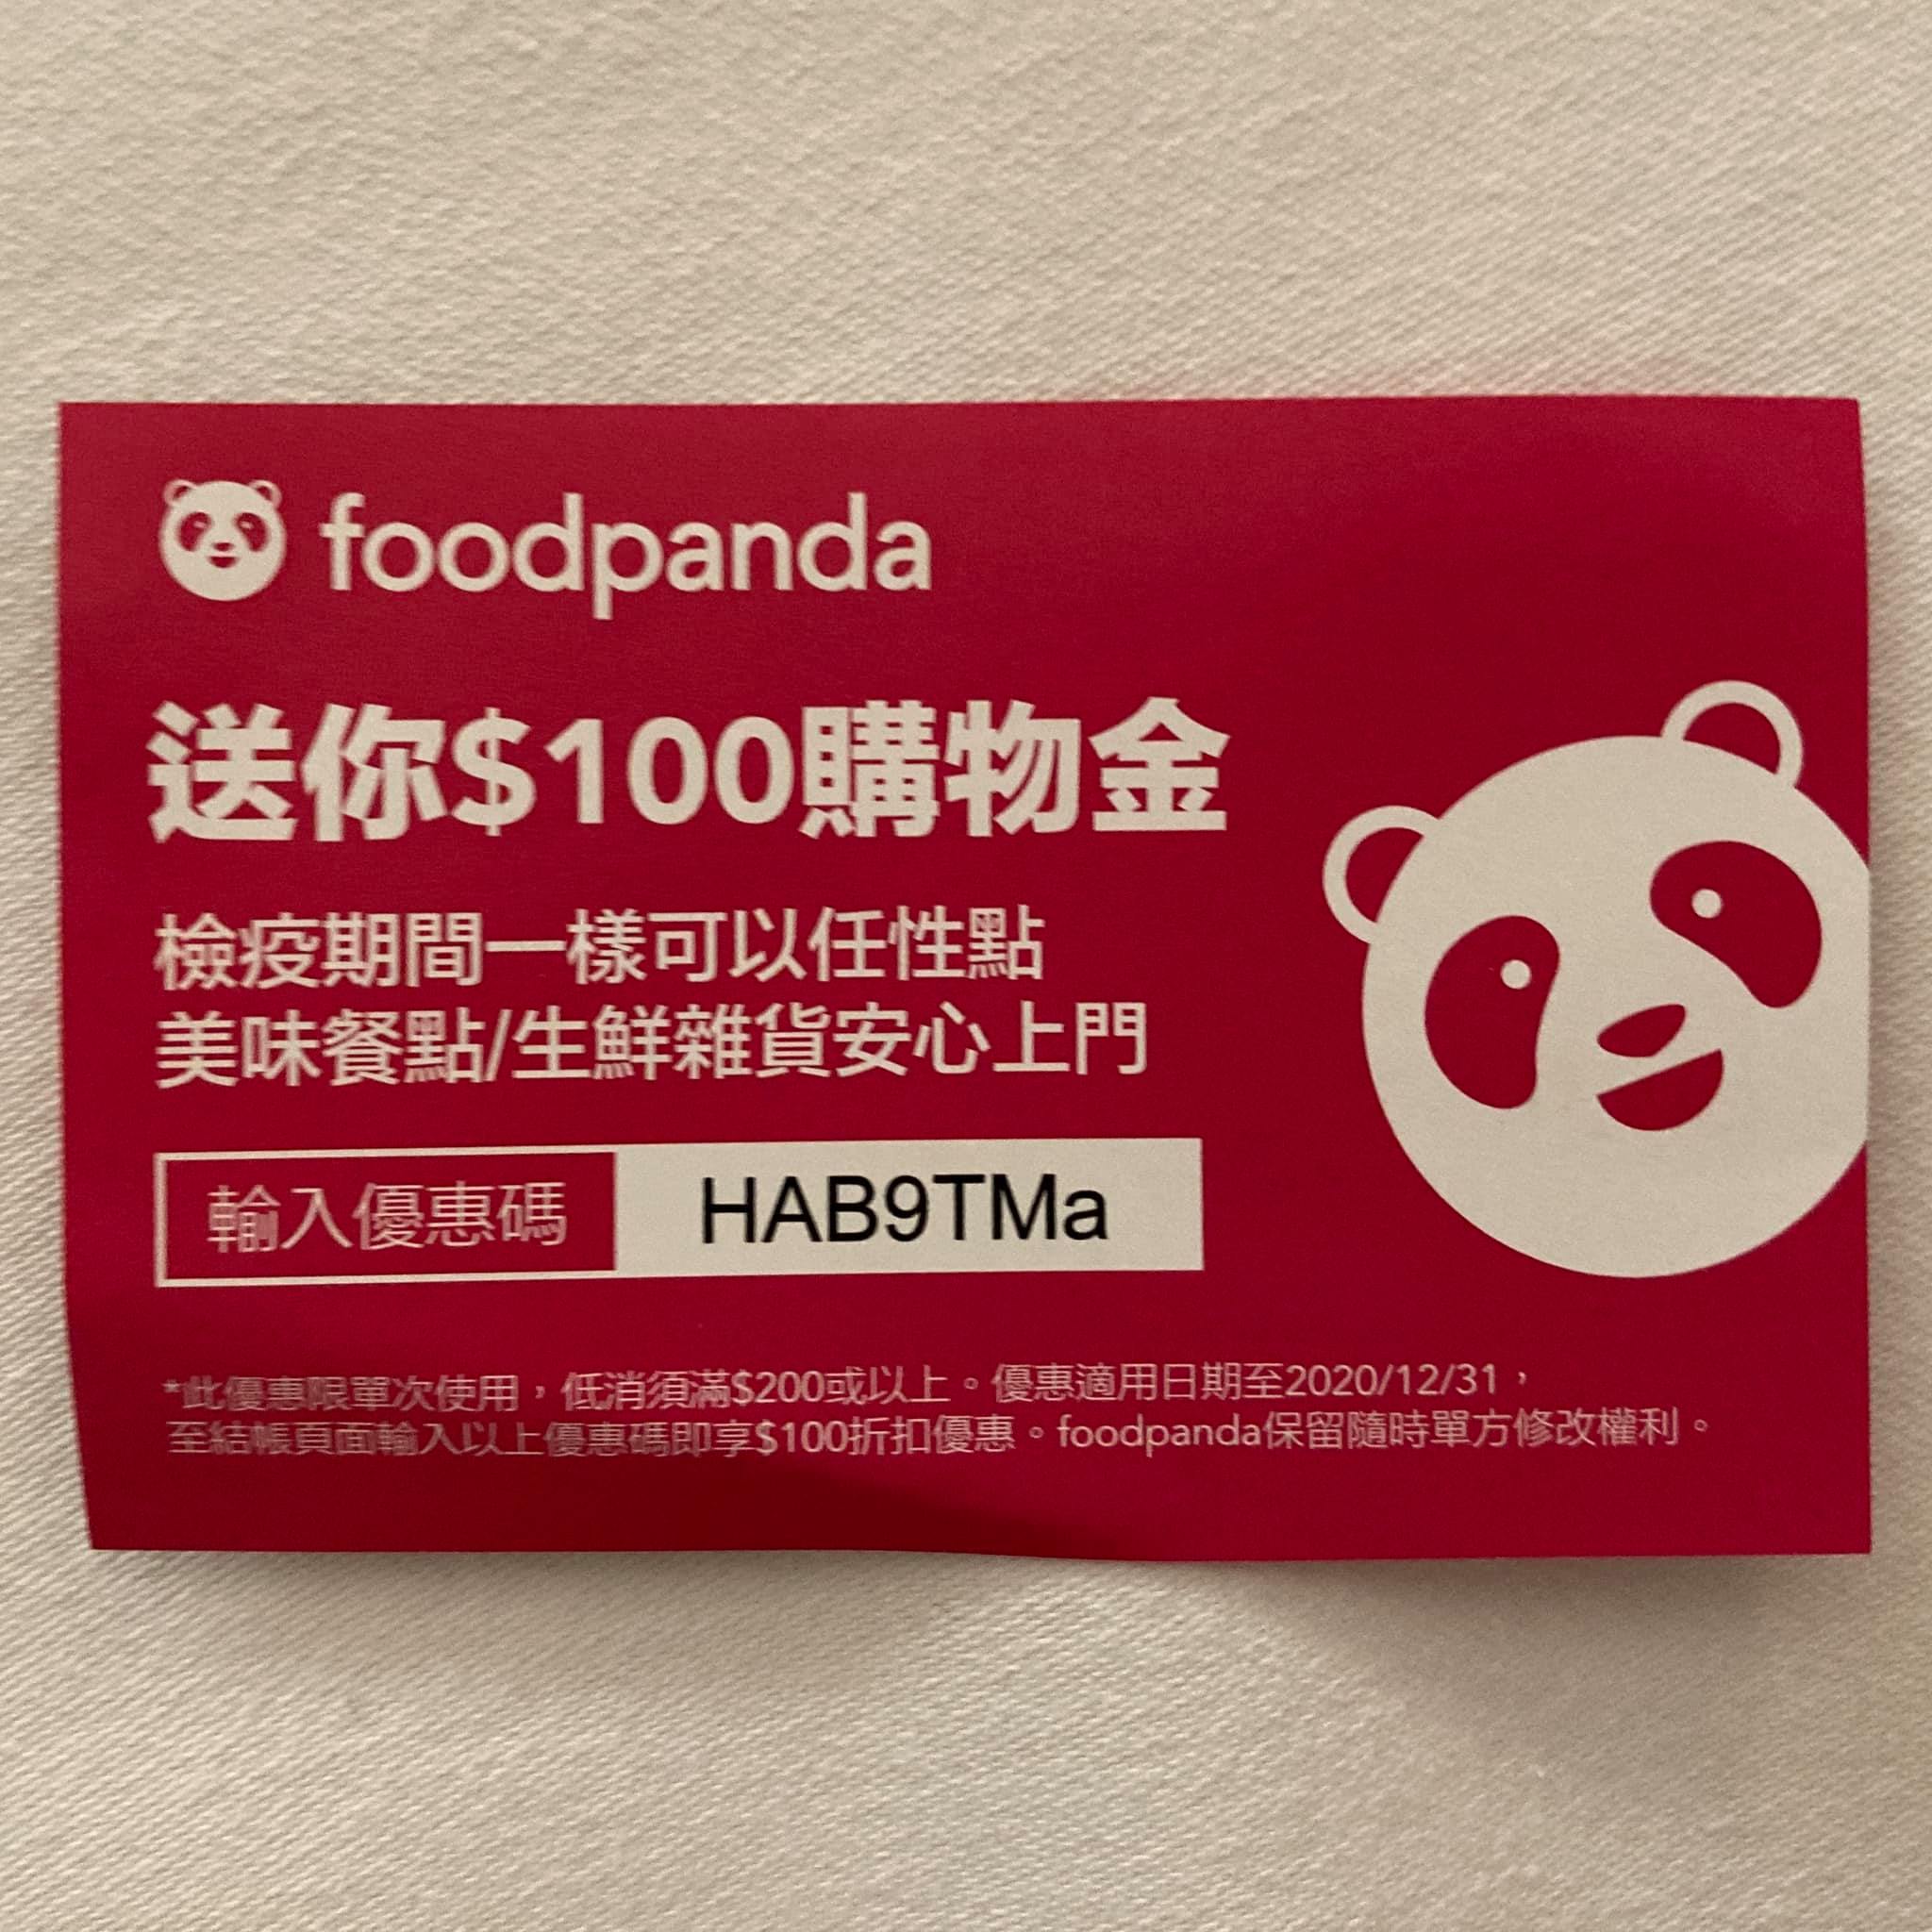 foodpanda
送你$100購物金
檢疫期間一樣可以任性點
美味餐點/生鮮雜貨安心上門
輸入優惠碼 HAB9TMa
*此優惠限單次使用，低消須滿$200或以上。優惠適用日期至2020/12/31，
至結帳頁面輸入以上優惠碼即享$100折扣優惠。foodpanda保留隨時單方修改權利。